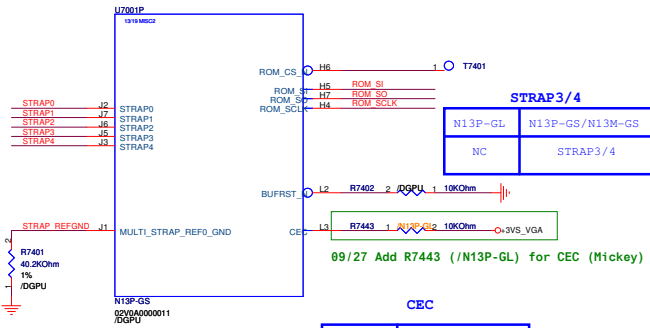 U7001P
13/19 MISC2
ROM_CS_N H6 1 T7401
ROM_SI H5 ROM_SI
ROM_SO H7 ROM_SO
ROM_SCLK H4 ROM_SCLK
STRAP0 J2 STRAP0
STRAP1 J7 STRAP1
STRAP2 J6 STRAP2
STRAP3 J5 STRAP3
STRAP4 J3 STRAP4
STRAP3/4
N13P-GL N13P-GS/N13M-GS
NC STRAP3/4
BUFRST_N L2 R7402 2 /DGPU 1 10KOhm
STRAP_REFGND J1 MULTI_STRAP_REF0_GND
CEC L3 R7443 1 /N13P-GL 2 10KOhm +3VS_VGA
2
R7401
40.2KOhm
1%
/DGPU
1
09/27 Add R7443 (/N13P-GL) for CEC (Mickey)
N13P-GS
02V0A0000011
/DGPU
CEC